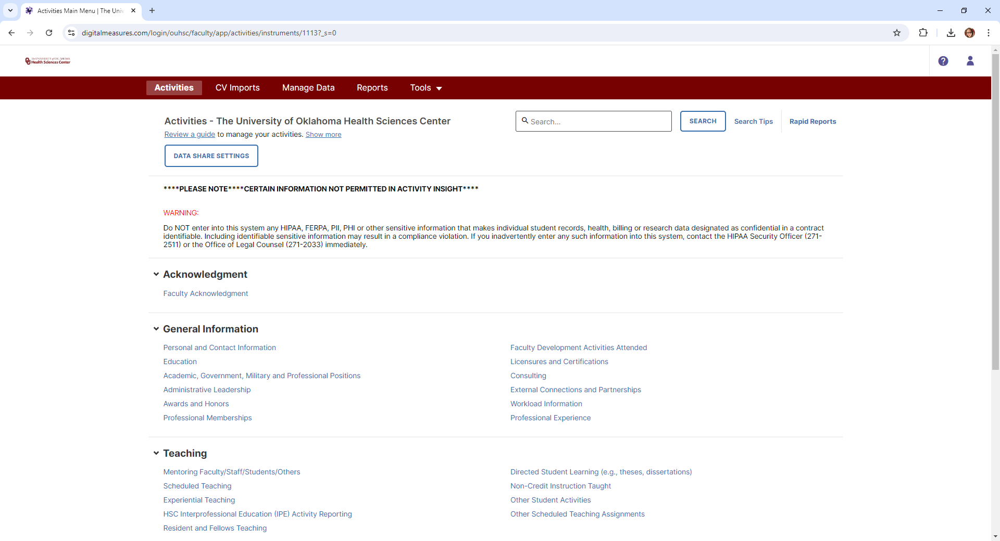 Activities Main Menu | The Univ
digitalmeasures.com/login/ouhsc/faculty/app/activities/instruments/1113?_s=0
The UNIVERSITY of OKLAHOMA
Health Sciences Center
Activities
CV Imports
Manage Data
Reports
Tools
Activities - The University of Oklahoma Health Sciences Center
Search...
SEARCH
Search Tips
Rapid Reports
Review a guide to manage your activities. Show more
DATA SHARE SETTINGS
****PLEASE NOTE****CERTAIN INFORMATION NOT PERMITTED IN ACTIVITY INSIGHT****
WARNING:
Do NOT enter into this system any HIPAA, FERPA, PII, PHI or other sensitive information that makes individual student records, health, billing or research data designated as confidential in a contract
identifiable. Including identifiable sensitive information may result in a compliance violation. If you inadvertently enter any such information into this system, contact the HIPAA Security Officer (271-
2511) or the Office of Legal Counsel (271-2033) immediately.
Acknowledgment
Faculty Acknowledgment
General Information
Personal and Contact Information
Education
Academic, Government, Military and Professional Positions
Administrative Leadership
Awards and Honors
Professional Memberships
Faculty Development Activities Attended
Licensures and Certifications
Consulting
External Connections and Partnerships
Workload Information
Professional Experience
Teaching
Mentoring Faculty/Staff/Students/Others
Scheduled Teaching
Experiential Teaching
HSC Interprofessional Education (IPE) Activity Reporting
Resident and Fellows Teaching
Directed Student Learning (e.g., theses, dissertations)
Non-Credit Instruction Taught
Other Student Activities
Other Scheduled Teaching Assignments